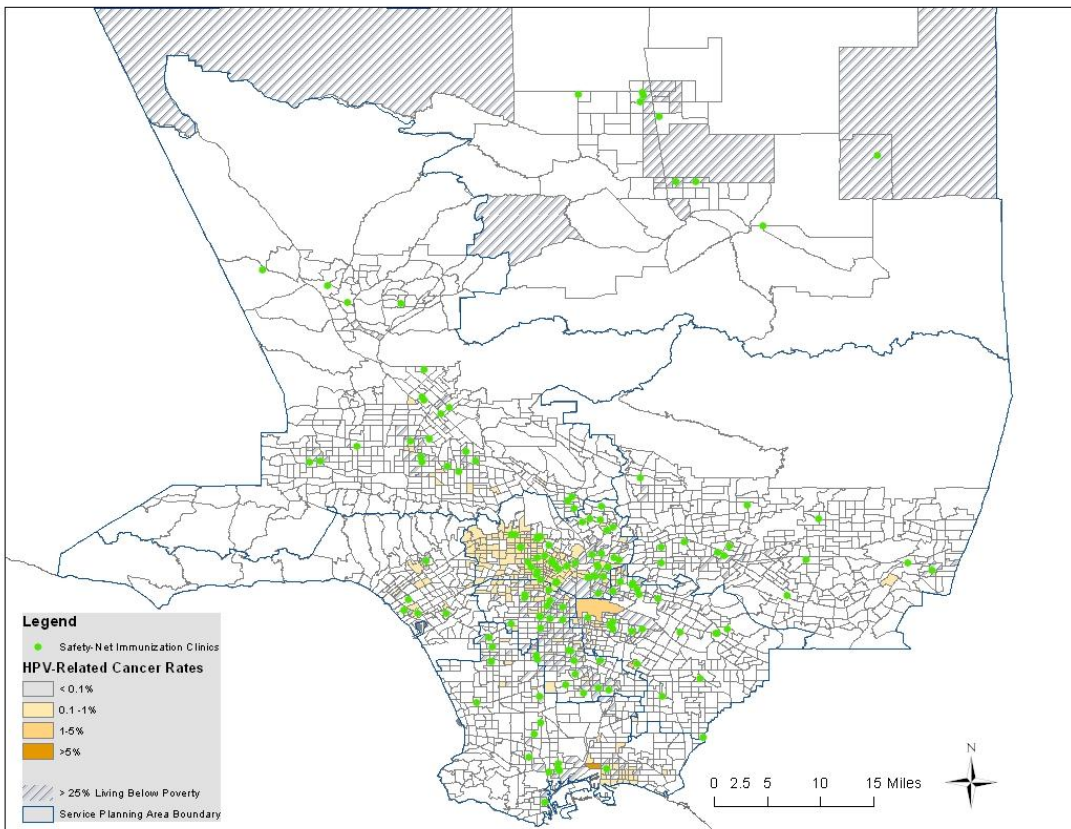 Legend
Safety-Net Immunization Clinics
HPV-Related Cancer Rates
< 0.1%
0.1 -1%
1-5%
>5%
> 25% Living Below Poverty
Service Planning Area Boundary
N
0 2.5 5 10 15 Miles